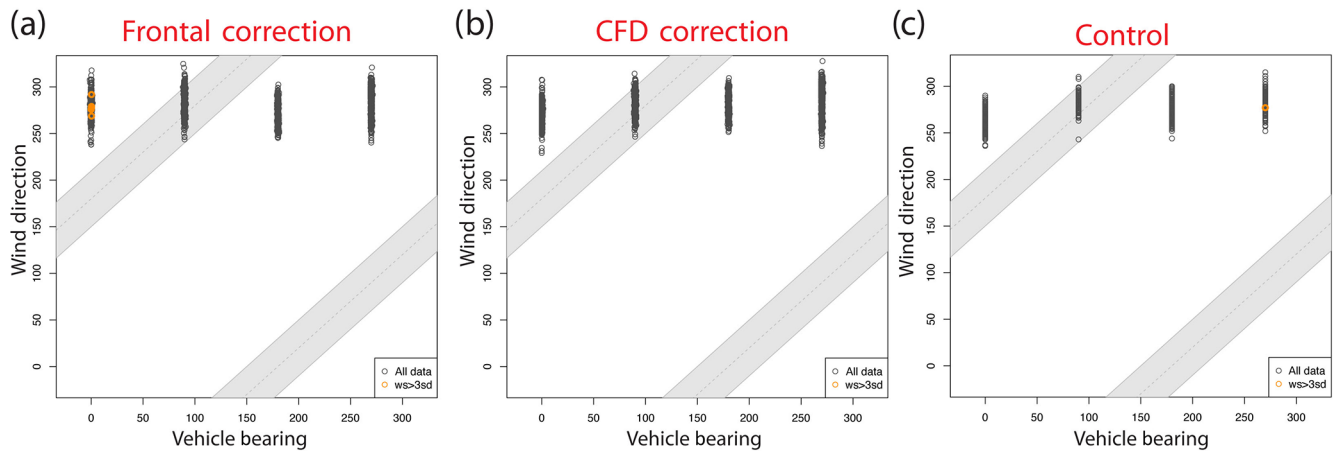 (a) Frontal correction
Wind direction
0 50 100 150 200 250 300
0 50 100 150 200 250 300
Vehicle bearing
All data
ws>3sd
(b) CFD correction
Wind direction
0 50 100 150 200 250 300
0 50 100 150 200 250 300
Vehicle bearing
All data
ws>3sd
(c) Control
Wind direction
0 50 100 150 200 250 300
0 50 100 150 200 250 300
Vehicle bearing
All data
ws>3sd